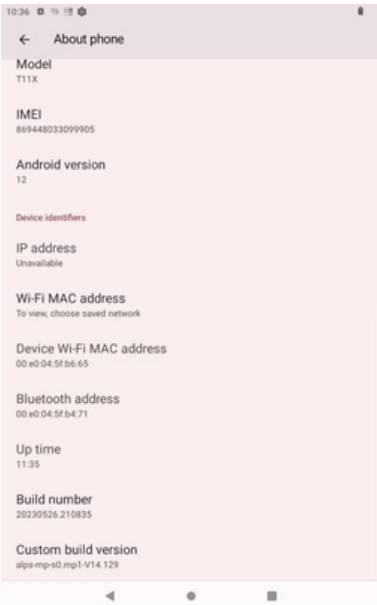 10:36
About phone
Model
T11X
IMEI
869448033099905
Android version
12
Device identifiers
IP address
Unavailable
Wi-Fi MAC address
To view, choose saved network
Device Wi-Fi MAC address
00:e0:04:5f:b6:65
Bluetooth address
00:e0:04:5f:b4:71
Up time
11:35
Build number
20230526.210835
Custom build version
alps-mp-s0.mp1-V14.129